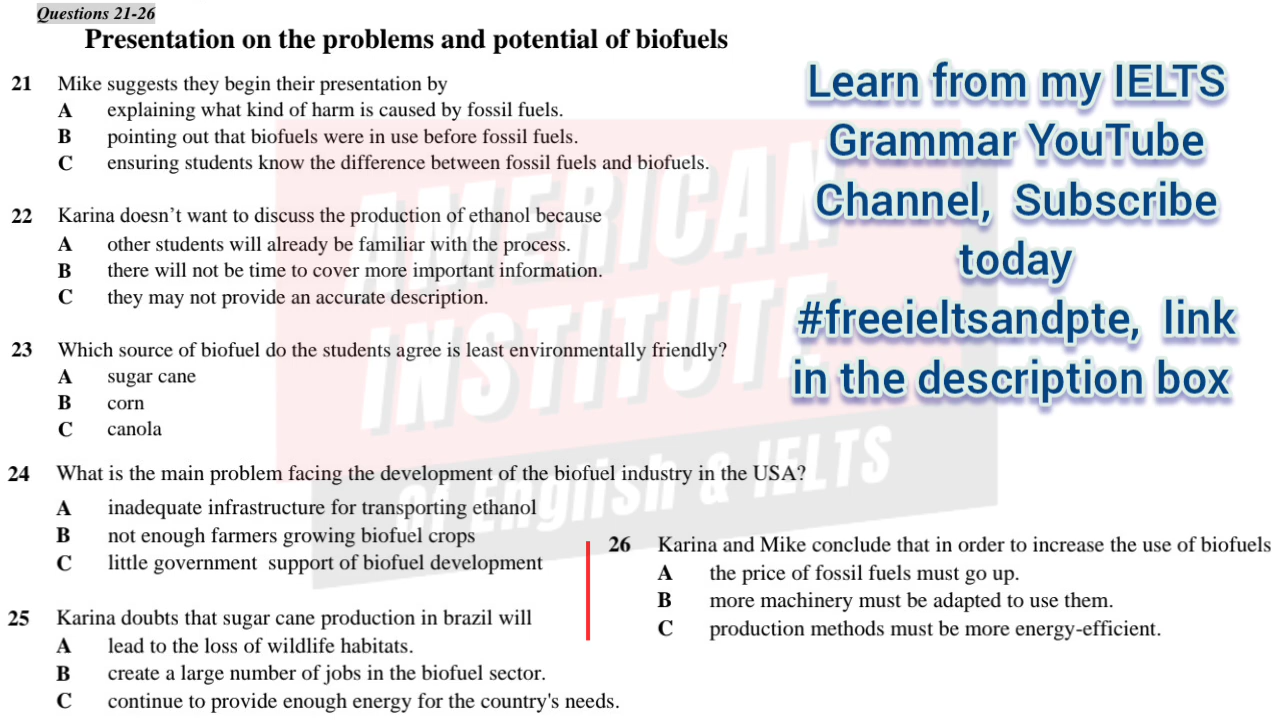 Questions 21-26
Presentation on the problems and potential of biofuels
21 Mike suggests they begin their presentation by
A explaining what kind of harm is caused by fossil fuels.
B pointing out that biofuels were in use before fossil fuels.
C ensuring students know the difference between fossil fuels and biofuels.
22 Karina doesn't want to discuss the production of ethanol because
A other students will already be familiar with the process.
B there will not be time to cover more important information.
C they may not provide an accurate description.
23 Which source of biofuel do the students agree is least environmentally friendly?
A sugar cane
B corn
C canola
24 What is the main problem facing the development of the biofuel industry in the USA?
A inadequate infrastructure for transporting ethanol
B not enough farmers growing biofuel crops
C little government support of biofuel development
25 Karina doubts that sugar cane production in brazil will
A lead to the loss of wildlife habitats.
B create a large number of jobs in the biofuel sector.
C continue to provide enough energy for the country's needs.
26 Karina and Mike conclude that in order to increase the use of biofuels
A the price of fossil fuels must go up.
B more machinery must be adapted to use them.
C production methods must be more energy-efficient.
Learn from my IELTS
Grammar YouTube
Channel, Subscribe
today
#freeieltsandpte, link
in the description box
AMERICAN
INSTITUTE
of English & IELTS